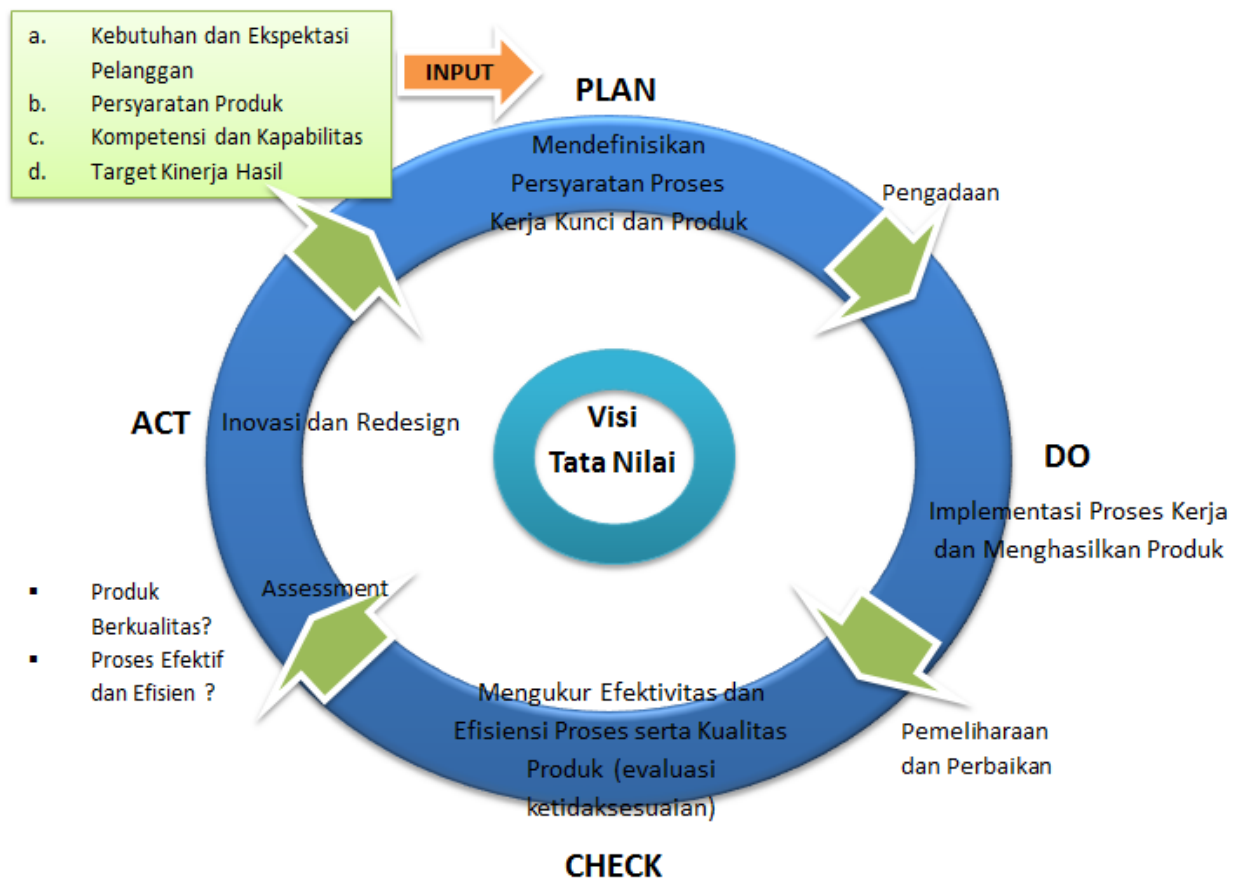 a. Kebutuhan dan Ekspektasi
Pelanggan
b. Persyaratan Produk
c. Kompetensi dan Kapabilitas
d. Target Kinerja Hasil
INPUT
PLAN
Mendefinisikan
Persyaratan Proses
Kerja Kunci dan Produk
Pengadaan
ACT
Inovasi dan Redesign
Visi
Tata Nilai
DO
Implementasi Proses Kerja
dan Menghasilkan Produk
▪ Produk
Berkualitas?
▪ Proses Efektif
dan Efisien ?
Assessment
Mengukur Efektivitas dan
Efisiensi Proses serta Kualitas
Produk (evaluasi
ketidaksesuaian)
Pemeliharaan
dan Perbaikan
CHECK